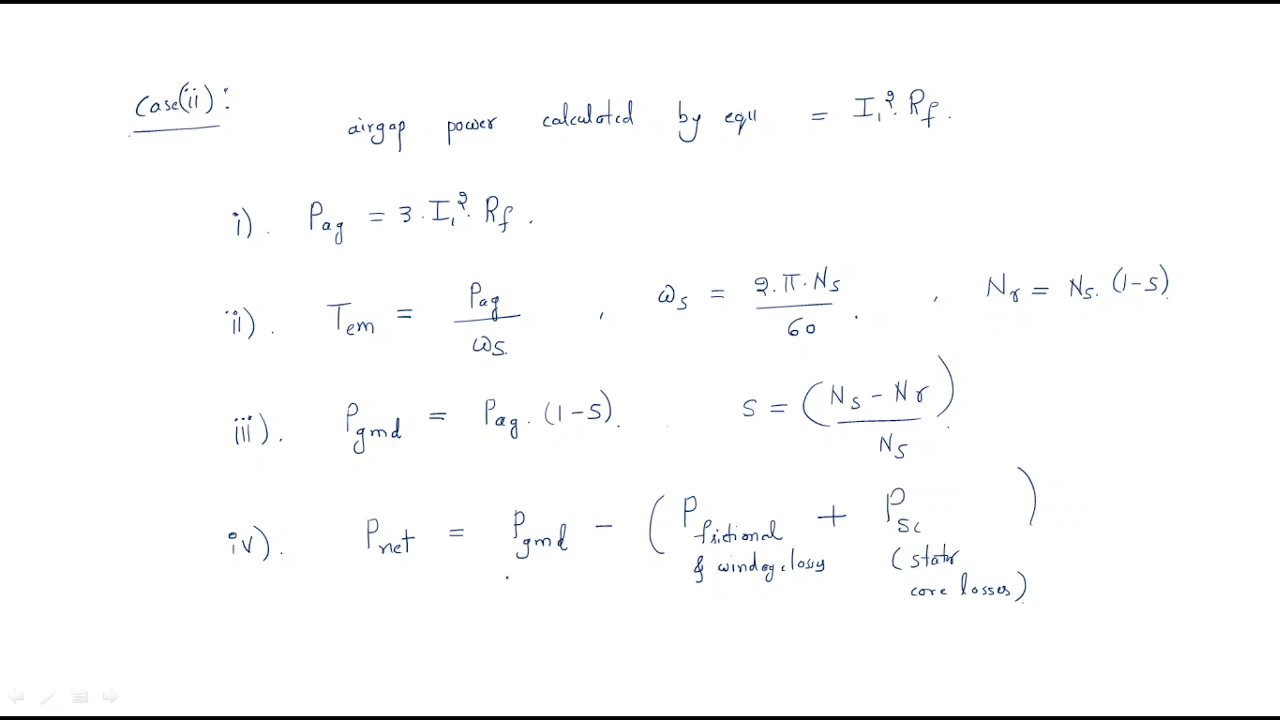 Case(ii):
airgap power calculated by equ = I₁². Rf.
i). Pag = 3. I₁². Rf.
ii). Tem = Pag / ωs. , ωs = 2.π.Ns / 60 . , Nr = Ns. (1-s)
iii). Pgmd = Pag. (1-s). s = (Ns - Nr / Ns).
iv). Pnet = Pgmd - (Pfrictional + Psc)
& windage lossy (stator
core losses)